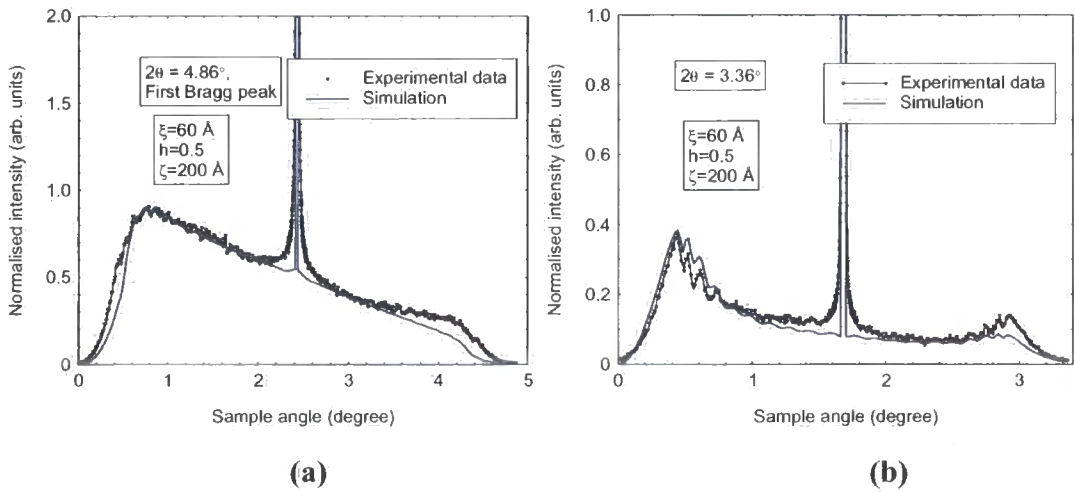 2.0
1.5
1.0
0.5
0
Normalised intensity (arb. units)
2θ = 4.86°,
First Bragg peak
ξ=60 Å
h=0.5
ζ=200 Å
Experimental data
Simulation
0 1 2 3 4 5
Sample angle (degree)
(a)
1.0
0.8
0.6
0.4
0.2
0
Normalised intensity (arb. units)
2θ = 3.36°
ξ=60 Å
h=0.5
ζ=200 Å
Experimental data
Simulation
0 1 2 3
Sample angle (degree)
(b)